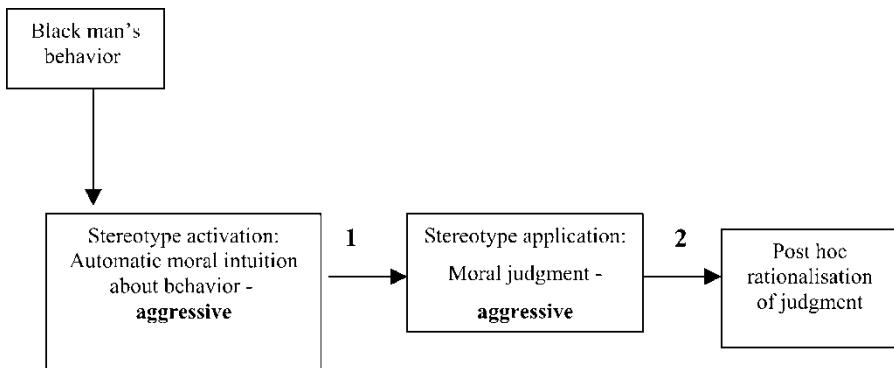 Black man's
behavior
Stereotype activation:
Automatic moral intuition
about behavior -
aggressive
1
Stereotype application:
Moral judgment -
aggressive
2
Post hoc
rationalisation
of judgment